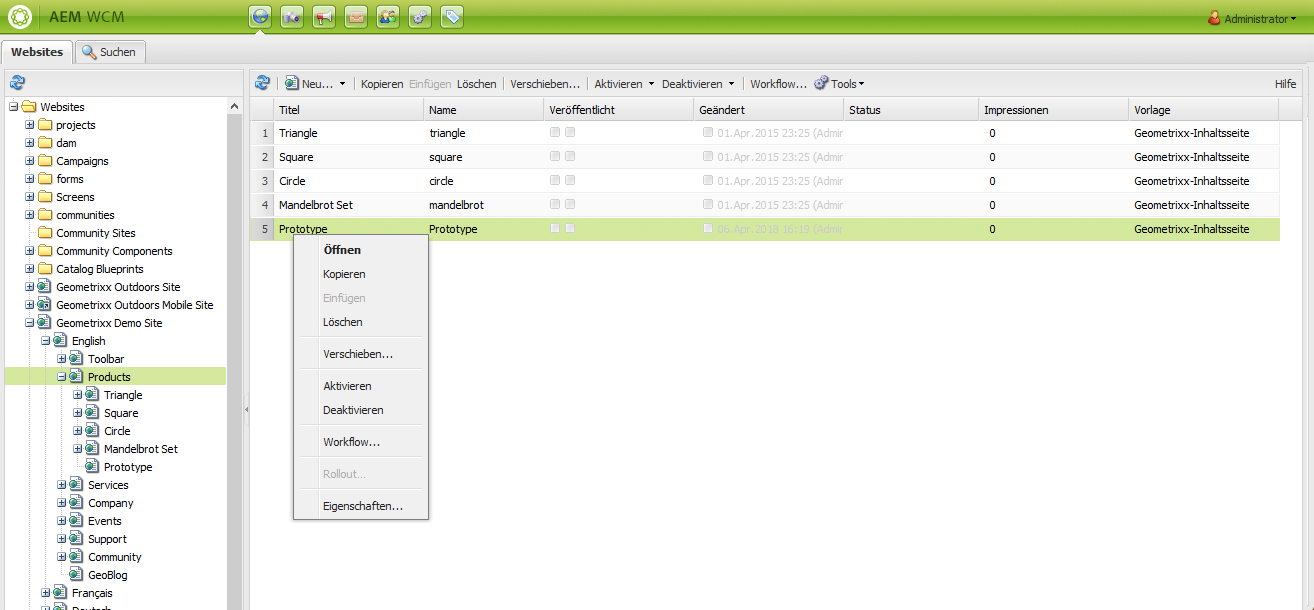 AEM WCM
Administrator
Websites Suchen
Neu... Kopieren Einfügen Löschen Verschieben... Aktivieren Deaktivieren Workflow... Tools Hilfe
Websites
projects
dam
Campaigns
forms
Screens
communities
Community Sites
Community Components
Catalog Blueprints
Geometrixx Outdoors Site
Geometrixx Outdoors Mobile Site
Geometrixx Demo Site
English
Toolbar
Products
Triangle
Square
Circle
Mandelbrot Set
Prototype
Services
Company
Events
Support
Community
GeoBlog
Français
Deutsch
Titel Name Veröffentlicht Geändert Status Impressionen Vorlage
1 Triangle triangle 01.Apr.2015 23:25 (Admir 0 Geometrixx-Inhaltsseite
2 Square square 01.Apr.2015 23:25 (Admir 0 Geometrixx-Inhaltsseite
3 Circle circle 01.Apr.2015 23:25 (Admir 0 Geometrixx-Inhaltsseite
4 Mandelbrot Set mandelbrot 01.Apr.2015 23:25 (Admir 0 Geometrixx-Inhaltsseite
5 Prototype Prototype 06.Apr.2018 16:19 (Admir 0 Geometrixx-Inhaltsseite
Öffnen
Kopieren
Einfügen
Löschen
Verschieben...
Aktivieren
Deaktivieren
Workflow...
Rollout...
Eigenschaften...